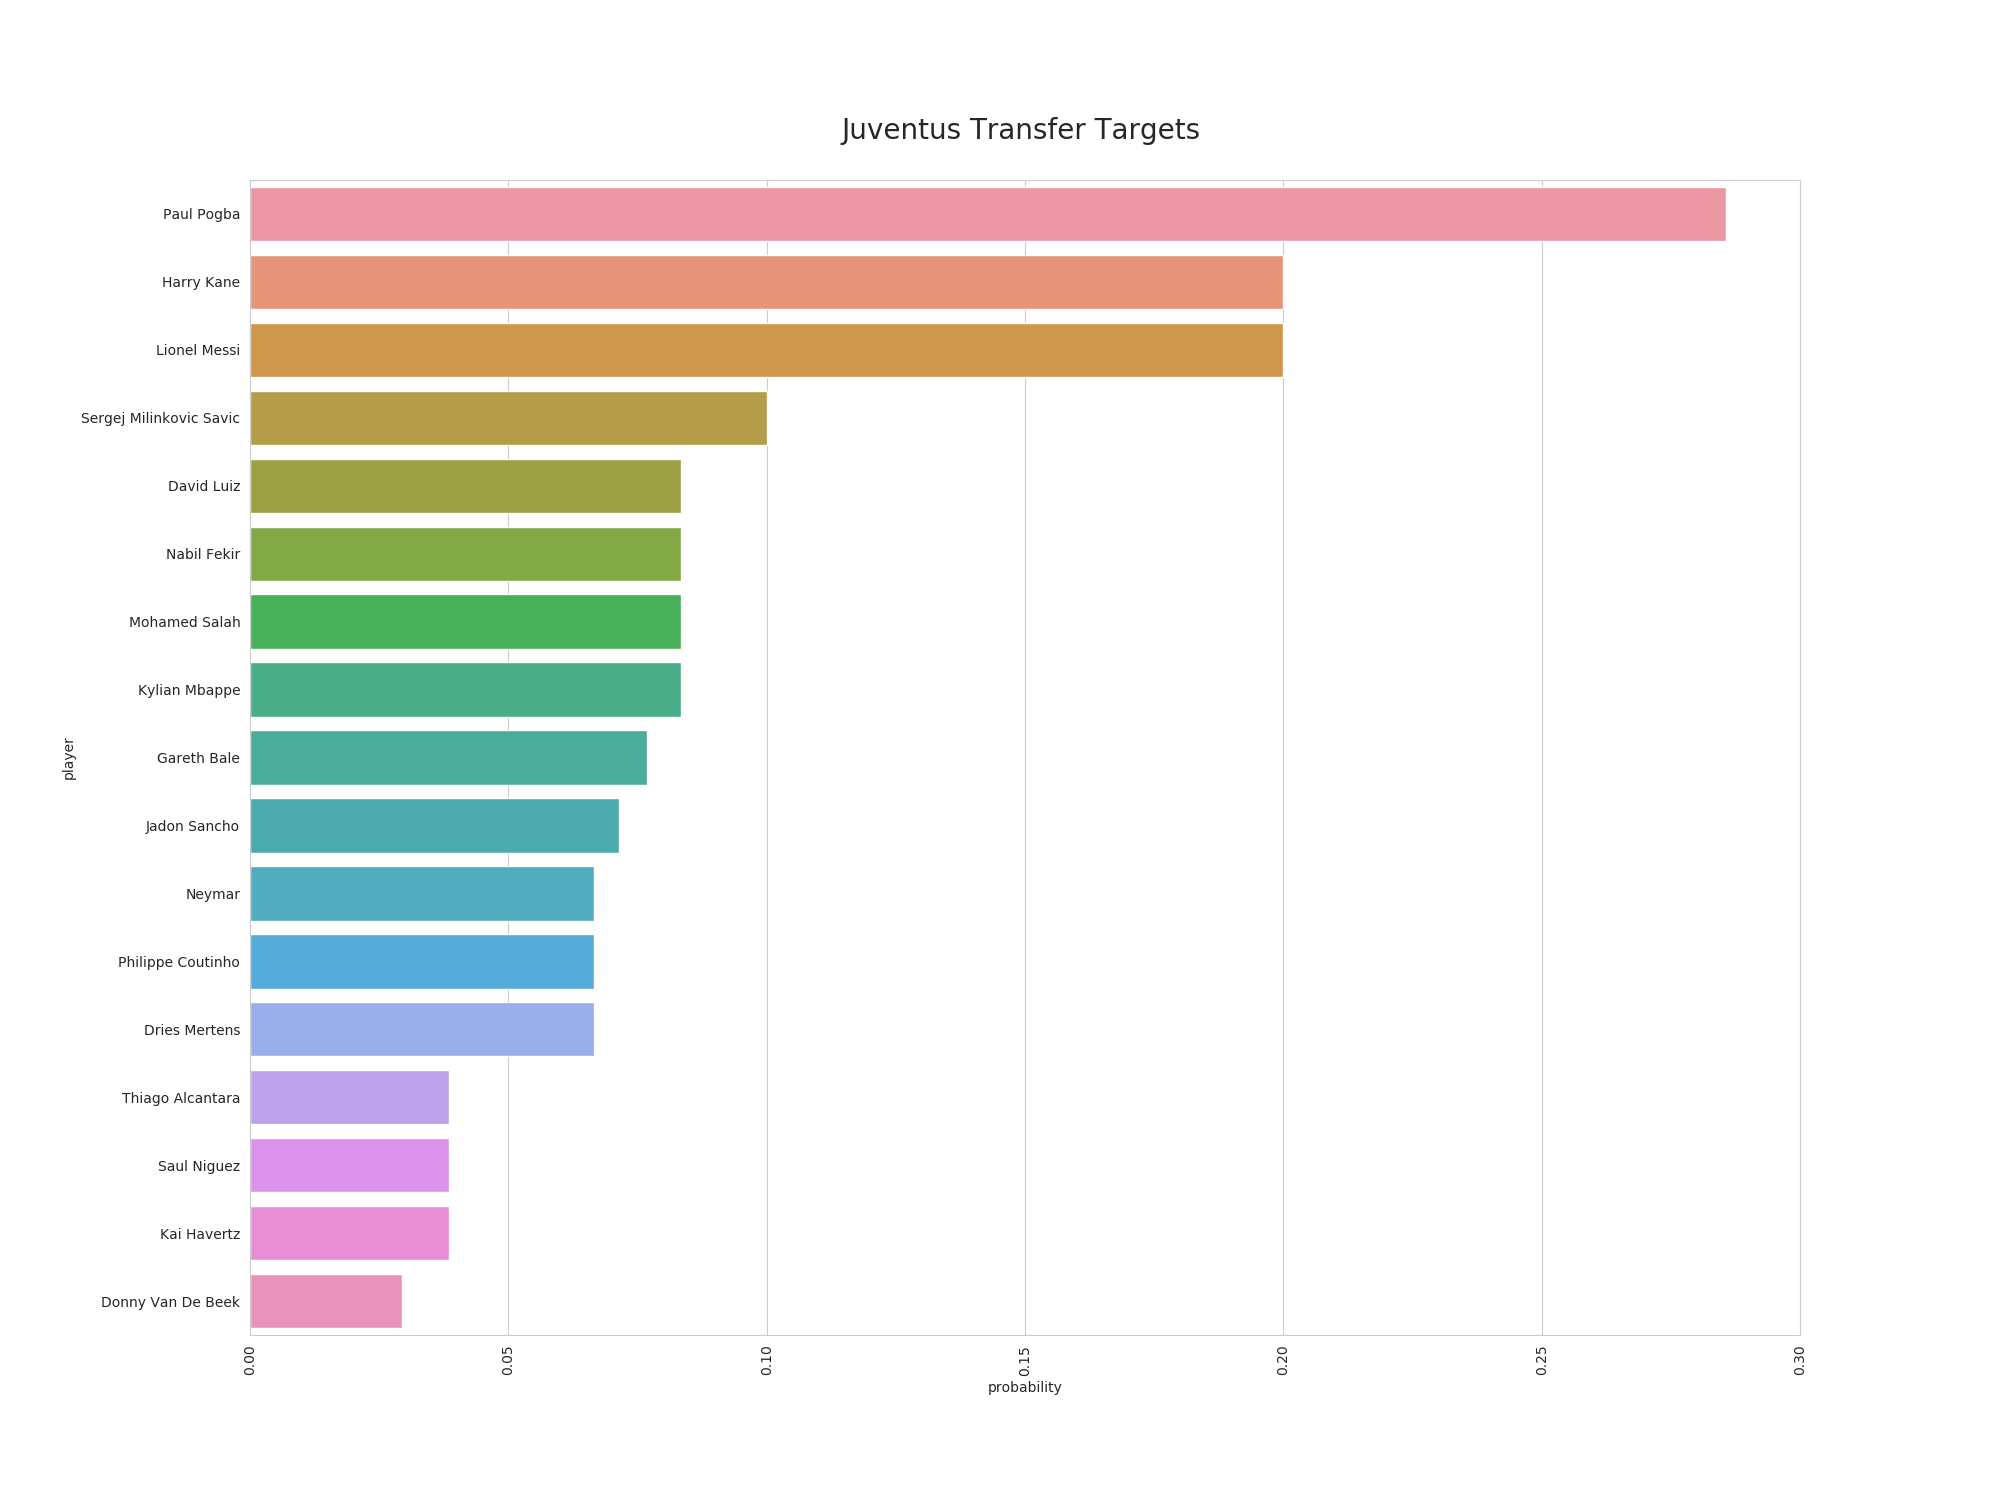 Juventus Transfer Targets
Paul Pogba
Harry Kane
Lionel Messi
Sergej Milinkovic Savic
David Luiz
Nabil Fekir
Mohamed Salah
Kylian Mbappe
Gareth Bale
Jadon Sancho
Neymar
Philippe Coutinho
Dries Mertens
Thiago Alcantara
Saul Niguez
Kai Havertz
Donny Van De Beek
player
0.00 0.05 0.10 0.15 0.20 0.25 0.30
probability